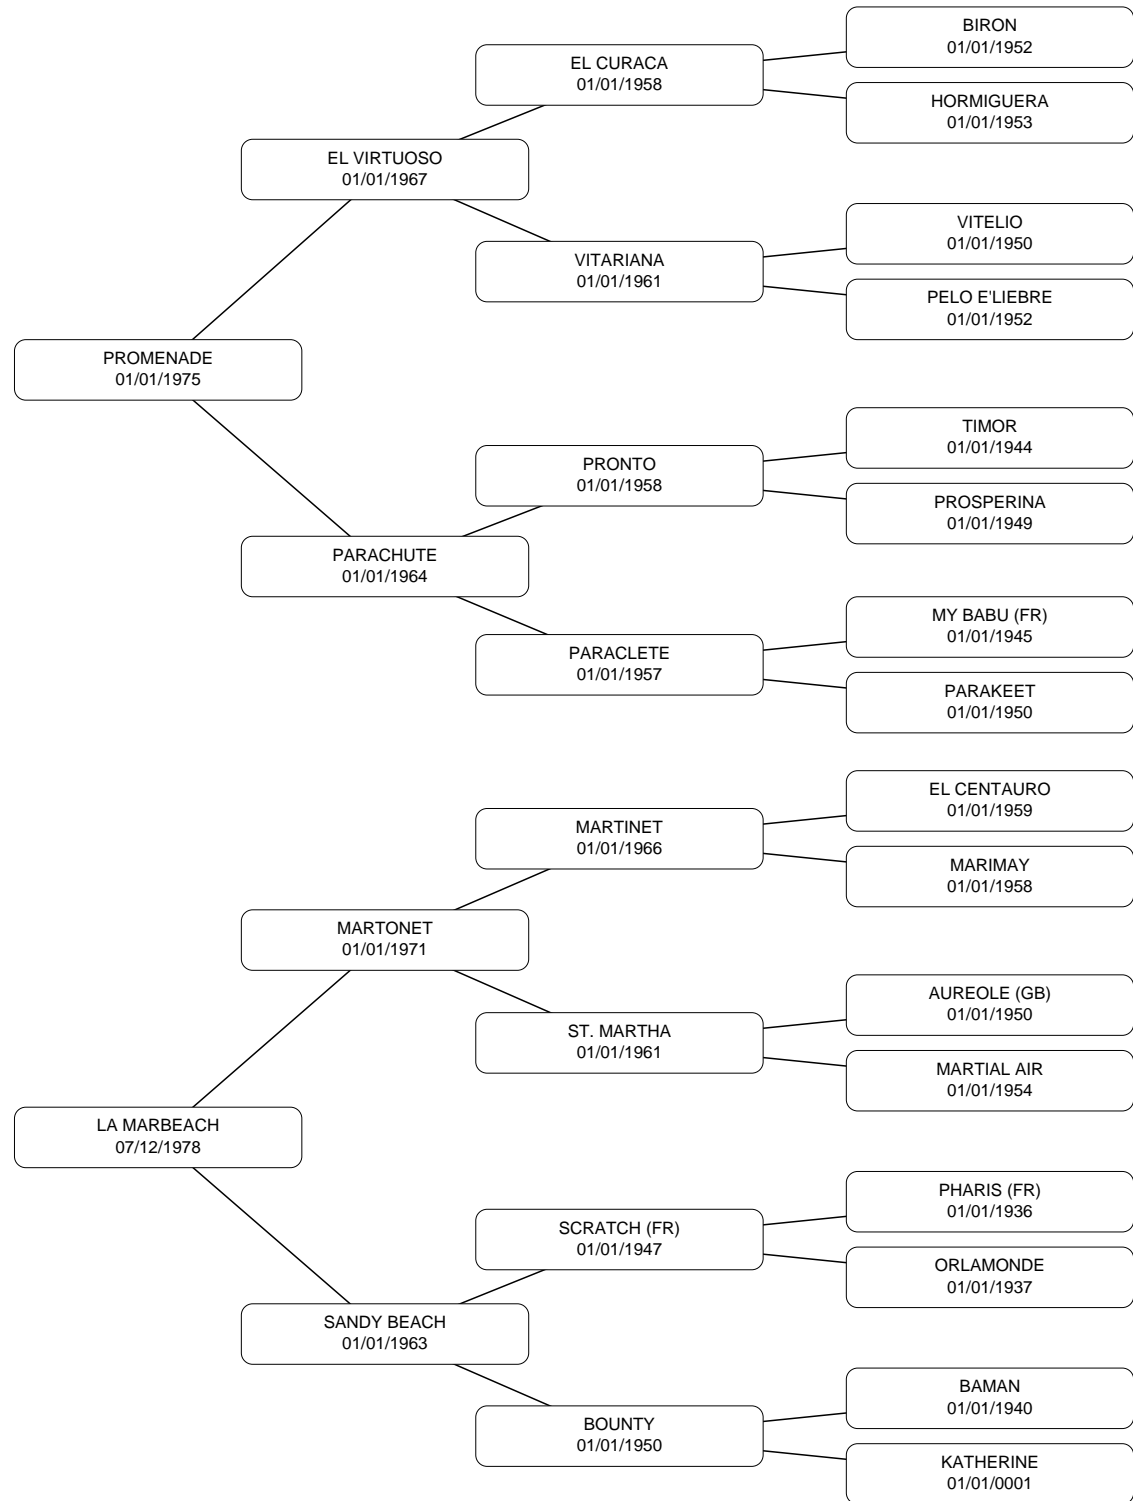 BIRON
01/01/1952
EL CURACA
01/01/1958
HORMIGUERA
01/01/1953
EL VIRTUOSO
01/01/1967
VITELIO
01/01/1950
VITARIANA
01/01/1961
PELO E'LIEBRE
01/01/1952
PROMENADE
01/01/1975
TIMOR
01/01/1944
PRONTO
01/01/1958
PROSPERINA
01/01/1949
PARACHUTE
01/01/1964
MY BABU (FR)
01/01/1945
PARACLETE
01/01/1957
PARAKEET
01/01/1950
EL CENTAURO
01/01/1959
MARTINET
01/01/1966
MARIMAY
01/01/1958
MARTONET
01/01/1971
AUREOLE (GB)
01/01/1950
ST. MARTHA
01/01/1961
MARTIAL AIR
01/01/1954
LA MARBEACH
07/12/1978
PHARIS (FR)
01/01/1936
SCRATCH (FR)
01/01/1947
ORLAMONDE
01/01/1937
SANDY BEACH
01/01/1963
BAMAN
01/01/1940
BOUNTY
01/01/1950
KATHERINE
01/01/0001